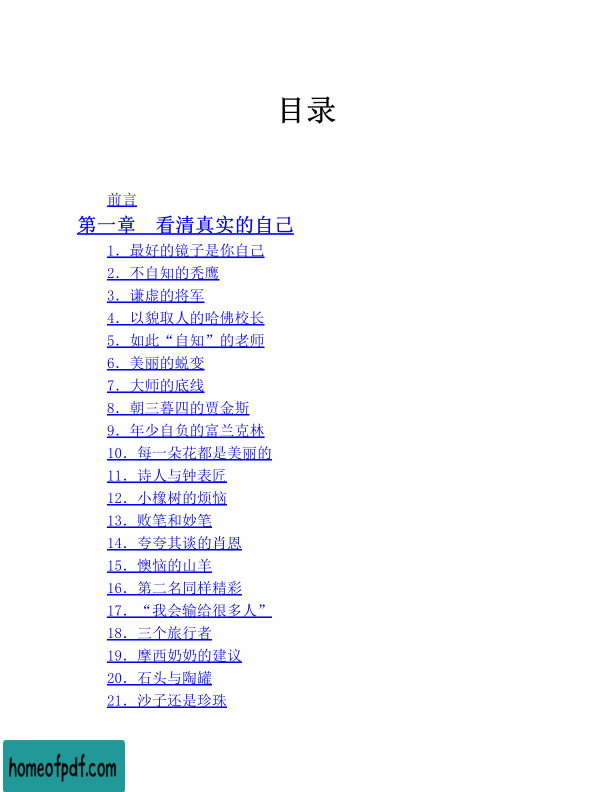 目录
前言
第一章　看清真实的自己
1．最好的镜子是你自己
2．不自知的秃鹰
3．谦虚的将军
4．以貌取人的哈佛校长
5．如此“自知”的老师
6．美丽的蜕变
7．大师的底线
8．朝三暮四的贾金斯
9．年少自负的富兰克林
10．每一朵花都是美丽的
11．诗人与钟表匠
12．小橡树的烦恼
13．败笔和妙笔
14．夸夸其谈的肖恩
15．懊恼的山羊
16．第二名同样精彩
17．“我会输给很多人”
18．三个旅行者
19．摩西奶奶的建议
20．石头与陶罐
21．沙子还是珍珠
homeofpdf.com